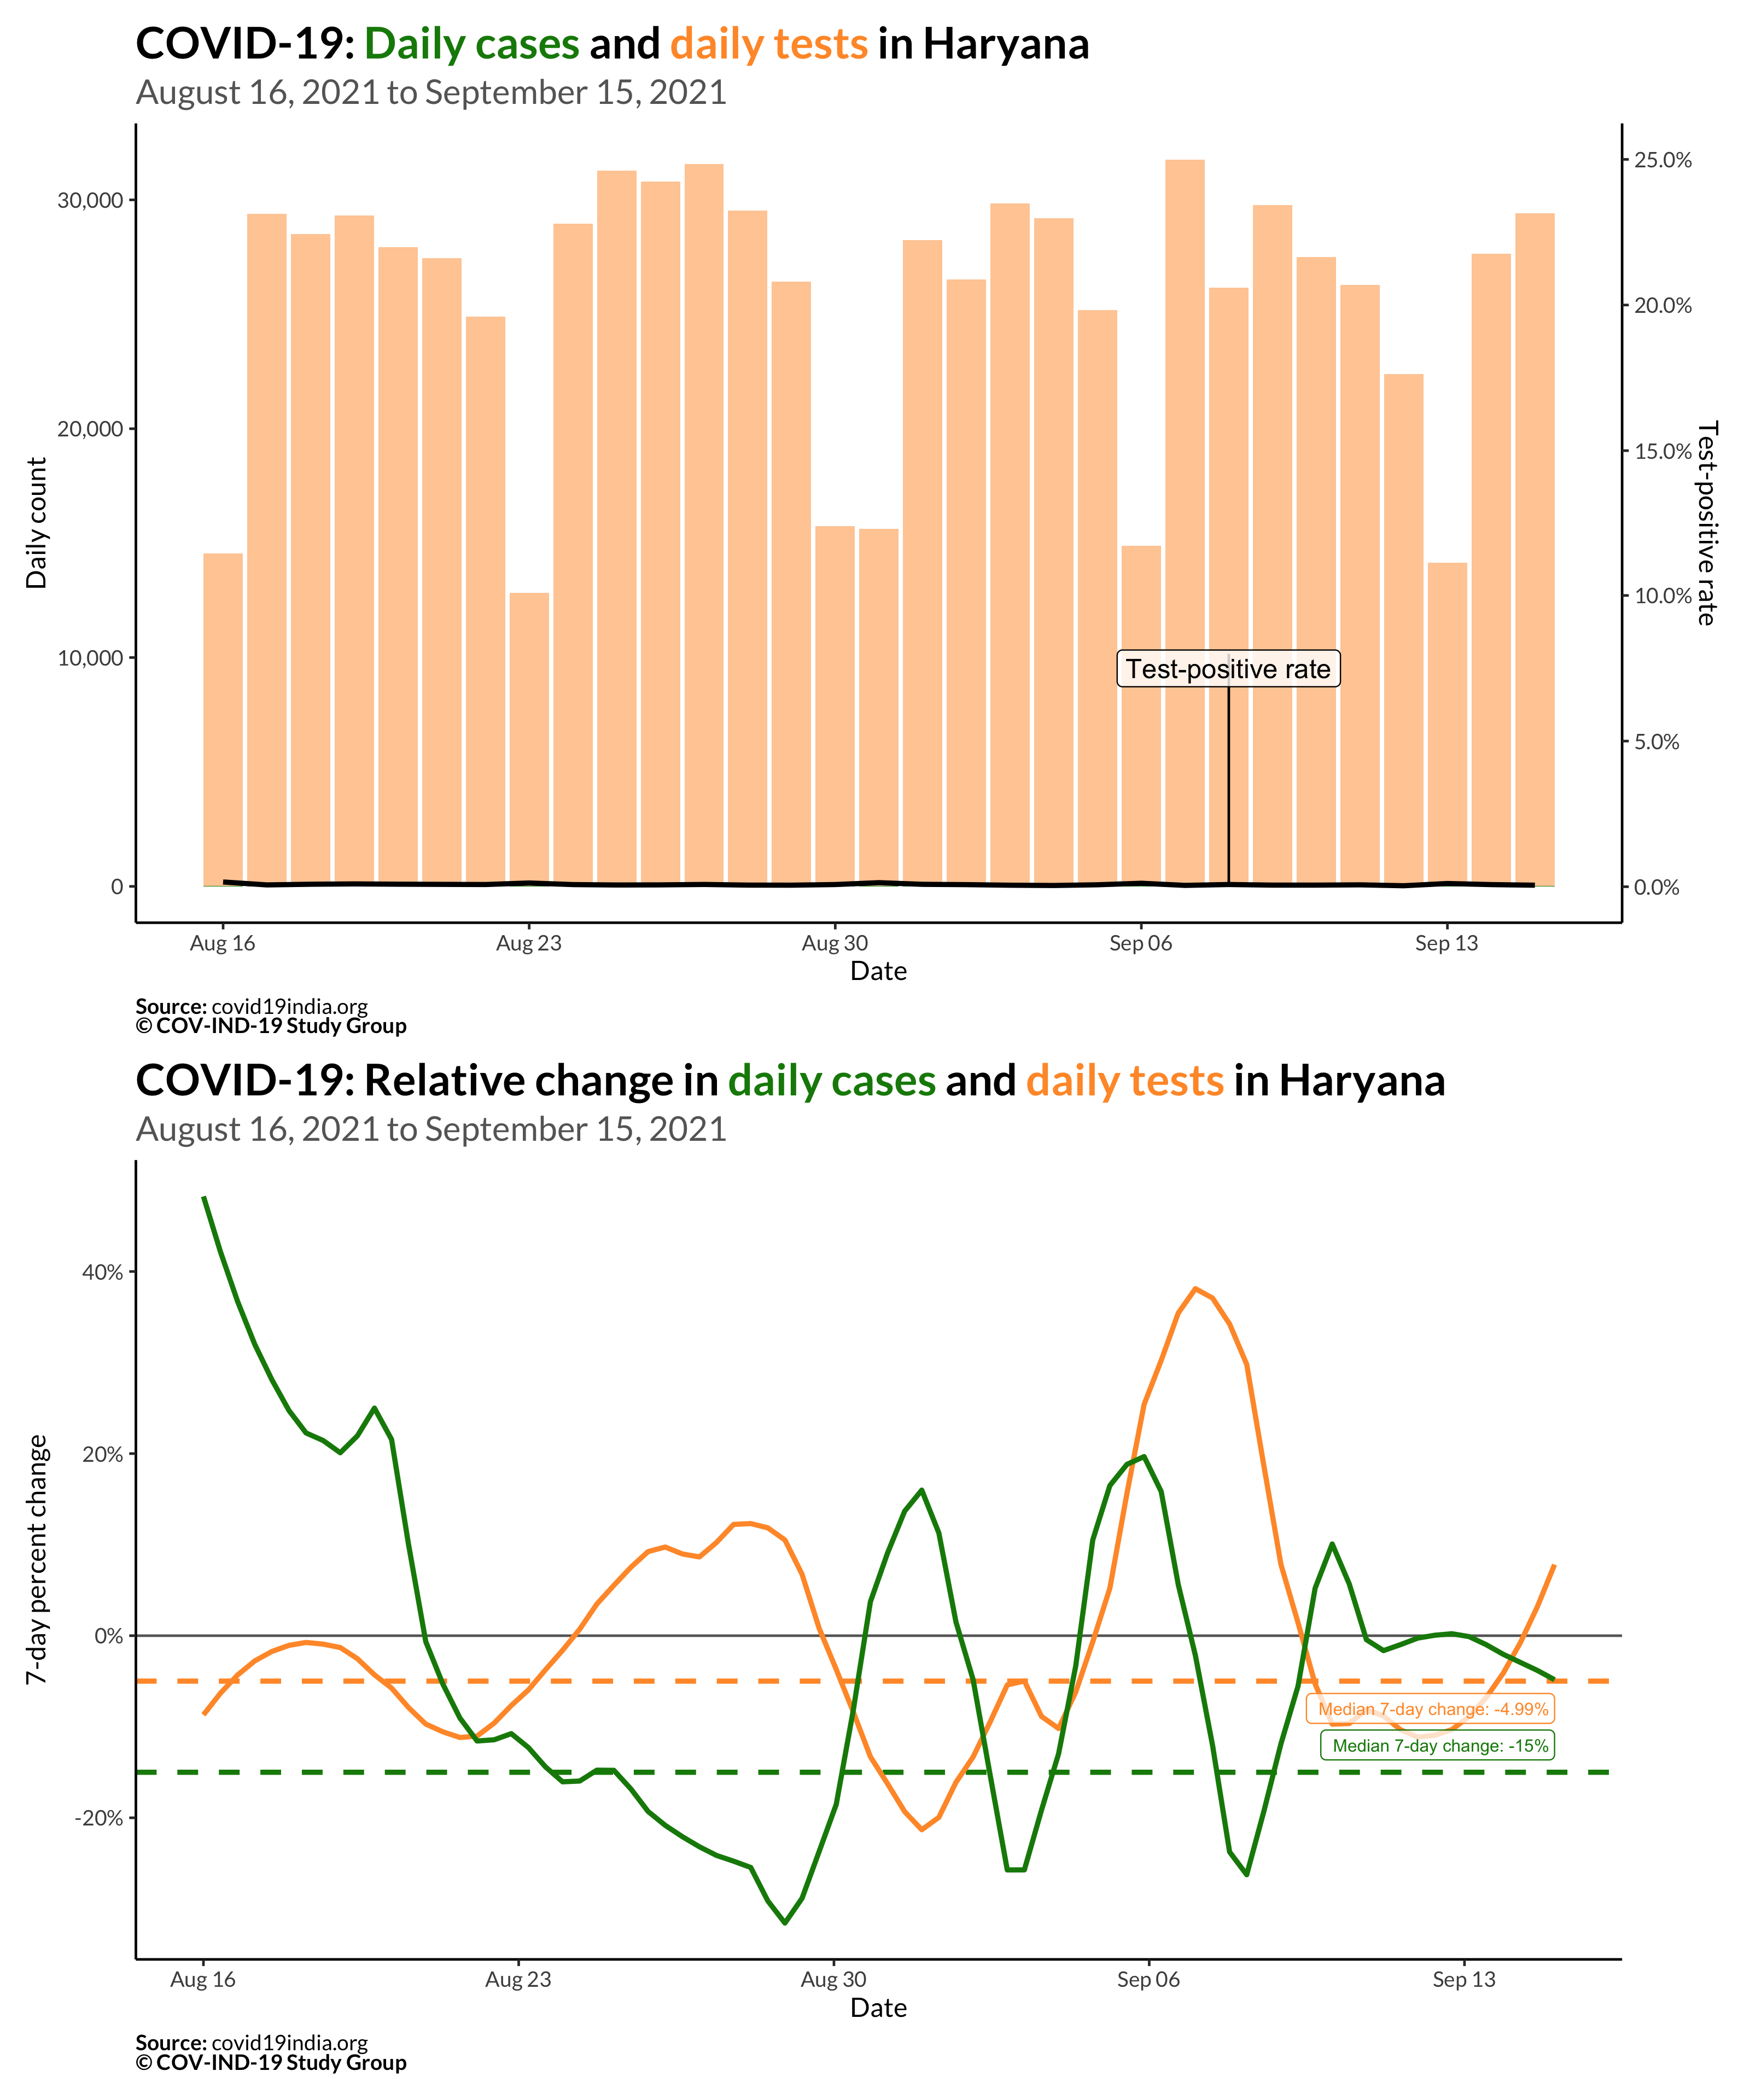 COVID-19: Daily cases and daily tests in Haryana
August 16, 2021 to September 15, 2021
30,000
20,000
10,000
0
Daily count
25.0%
20.0%
15.0%
10.0%
5.0%
0.0%
Test-positive rate
Test-positive rate
Aug 16
Aug 23
Aug 30
Sep 06
Sep 13
Date
Source: covid19india.org
© COV-IND-19 Study Group
COVID-19: Relative change in daily cases and daily tests in Haryana
August 16, 2021 to September 15, 2021
40%
20%
0%
-20%
7-day percent change
Median 7-day change: -4.99%
Median 7-day change: -15%
Aug 16
Aug 23
Aug 30
Sep 06
Sep 13
Date
Source: covid19india.org
© COV-IND-19 Study Group